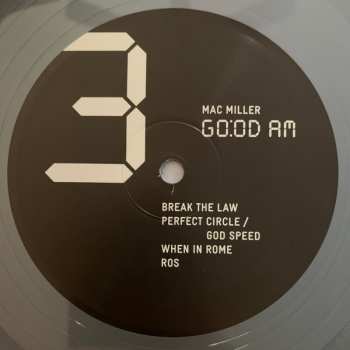 3
MAC MILLER
GO:OD AM
BREAK THE LAW
PERFECT CIRCLE /
GOD SPEED
WHEN IN ROME
ROS